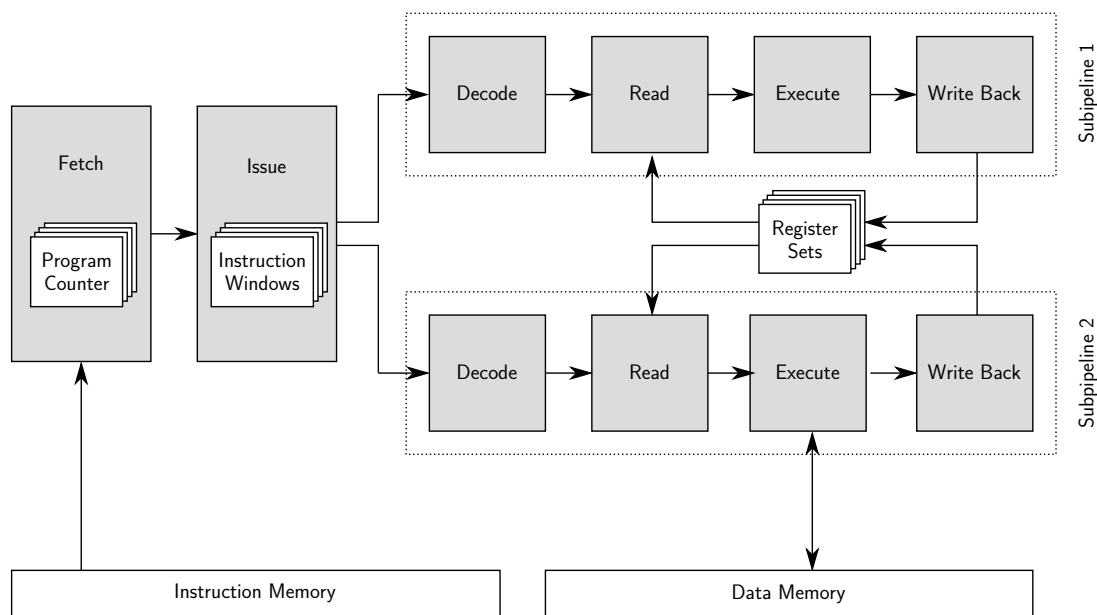 Decode
Read
Execute
Write Back
Subipeline 1
Fetch
Issue
Program
Counter
Instruction
Windows
Register
Sets
Decode
Read
Execute
Write Back
Subpipeline 2
Instruction Memory
Data Memory